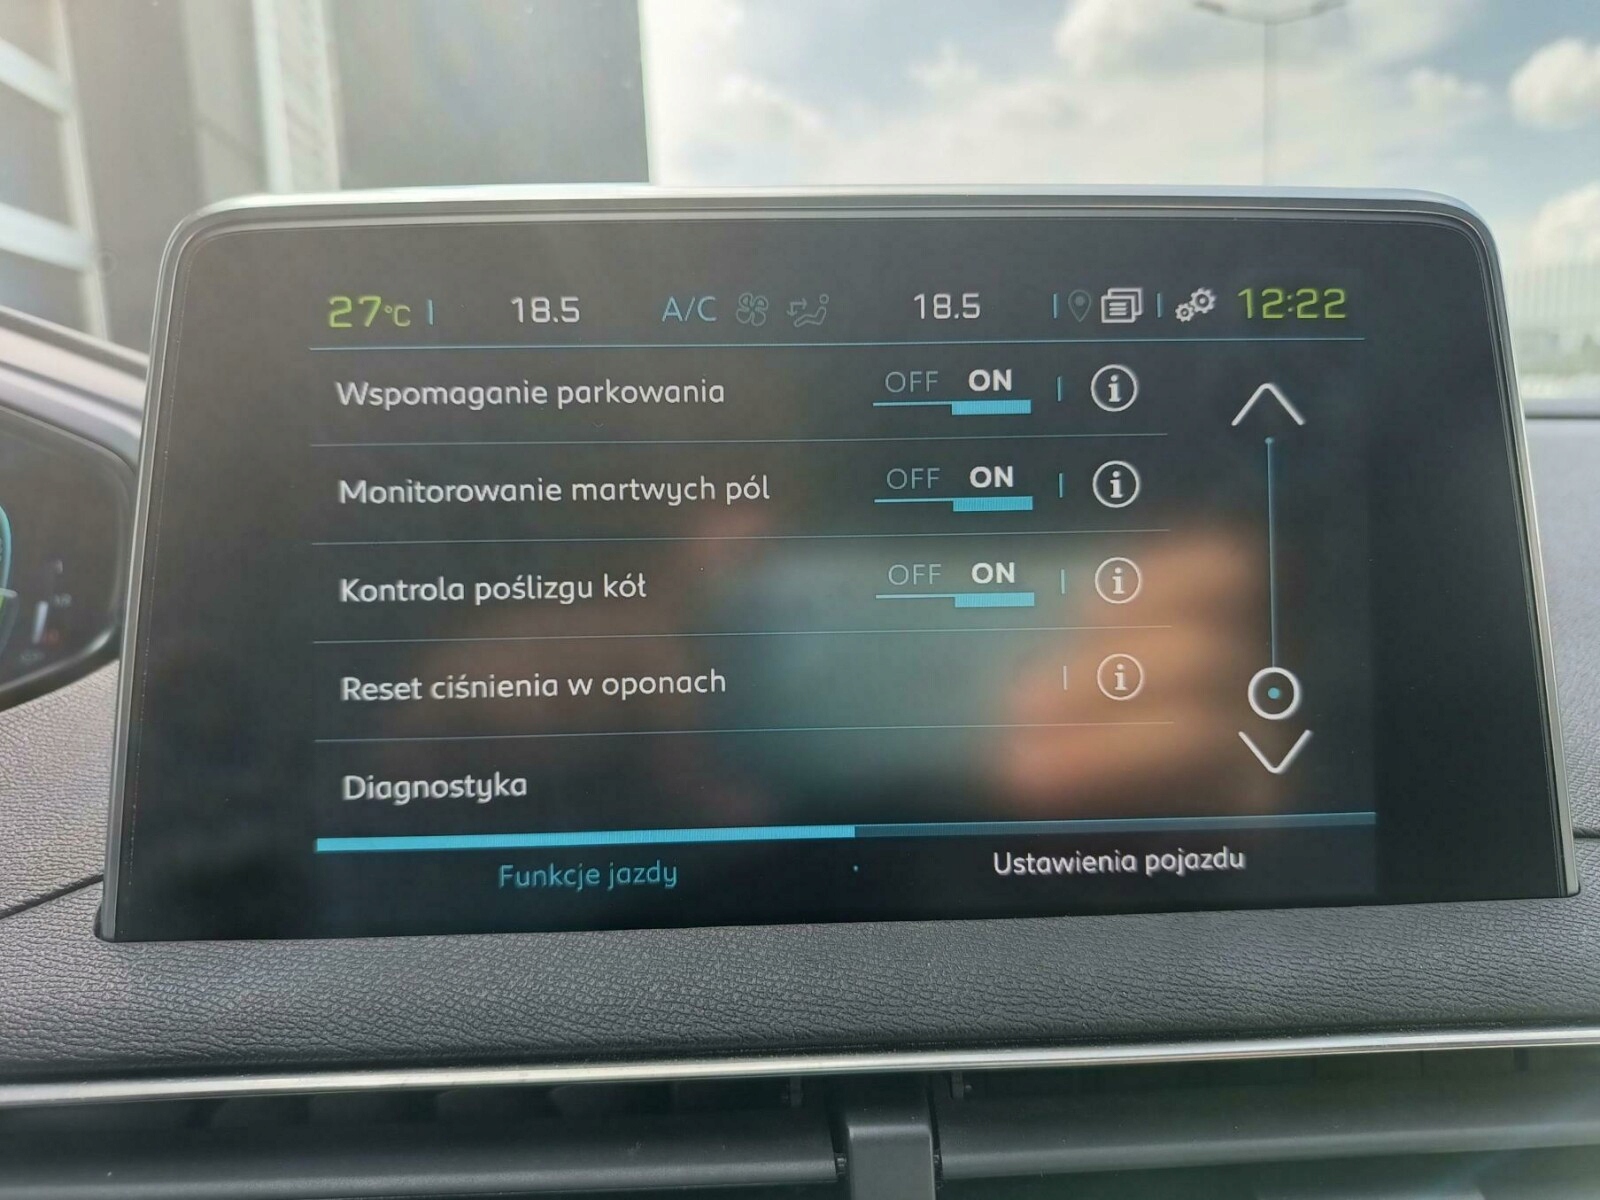 27°C 18.5 A/C 18.5 12:22
Wspomaganie parkowania OFF ON
Monitorowanie martwych pól OFF ON
Kontrola poślizgu kół OFF ON
Reset ciśnienia w oponach
Diagnostyka
Funkcje jazdy Ustawienia pojazdu